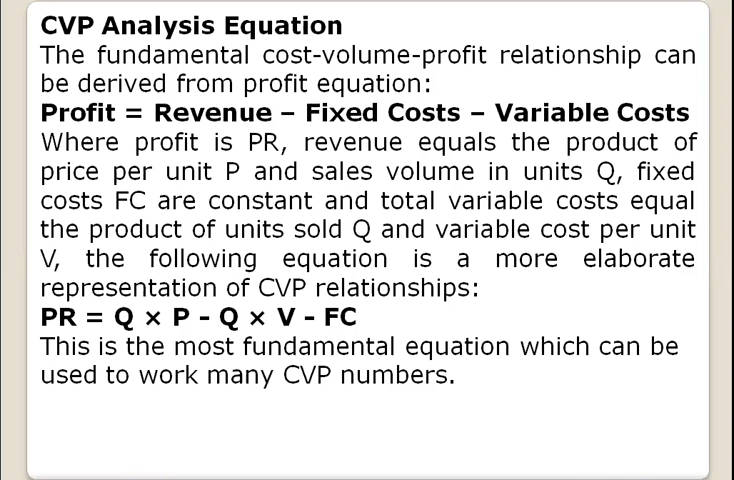 CVP Analysis Equation
The fundamental cost-volume-profit relationship can
be derived from profit equation:
Profit = Revenue – Fixed Costs – Variable Costs
Where profit is PR, revenue equals the product of
price per unit P and sales volume in units Q, fixed
costs FC are constant and total variable costs equal
the product of units sold Q and variable cost per unit
V, the following equation is a more elaborate
representation of CVP relationships:
PR = Q × P - Q × V - FC
This is the most fundamental equation which can be
used to work many CVP numbers.